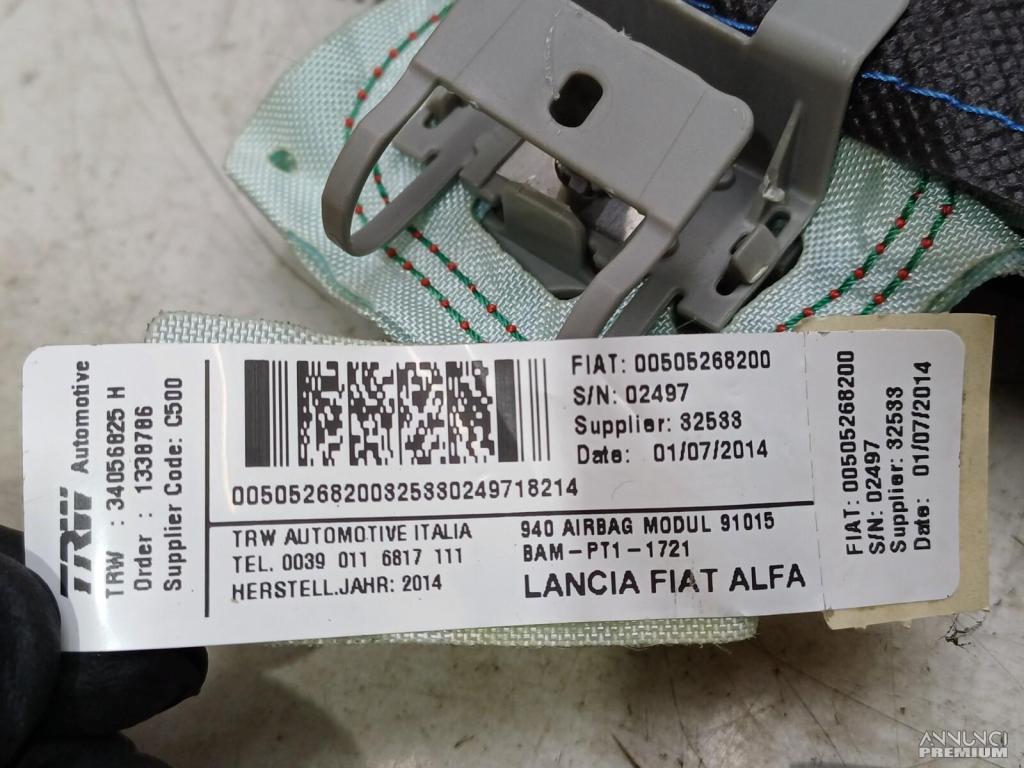 TRW Automotive
TRW : 34056825 H
Order : 1338786
Supplier Code: C500
FIAT: 00505268200
S/N: 02497
Supplier: 32533
Date: 01/07/2014
00505268200325330249718214
TRW AUTOMOTIVE ITALIA
TEL. 0039 011 6817 111
HERSTELL.JAHR: 2014
940 AIRBAG MODUL 91015
BAM-PT1-1721
LANCIA FIAT ALFA
FIAT: 00505268200
S/N: 02497
Supplier: 32533
Date: 01/07/2014
ANNUNCI
PREMIUM